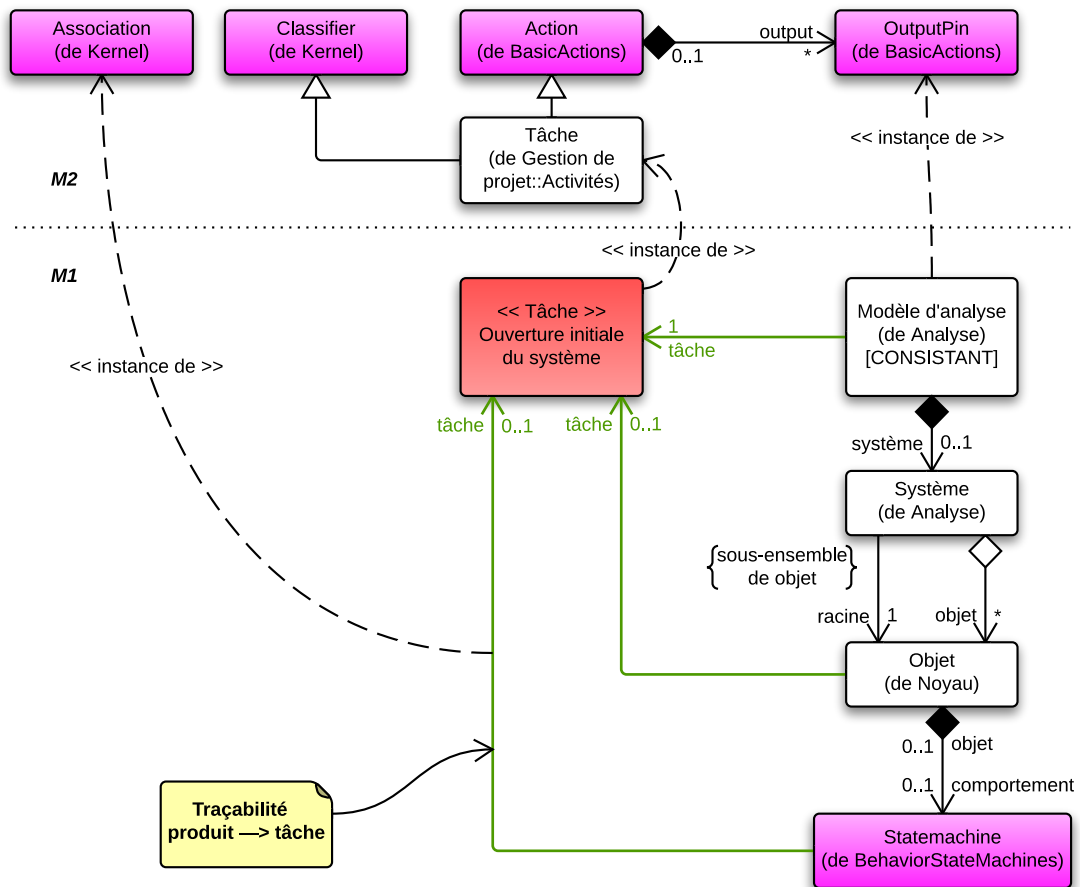 Association
(de Kernel)
Classifier
(de Kernel)
Action
(de BasicActions)
output
0..1
*
OutputPin
(de BasicActions)
Tâche
(de Gestion de
projet::Activités)
<< instance de >>
M2
M1
<< instance de >>
<< Tâche >>
Ouverture initiale
du système
1
tâche
Modèle d'analyse
(de Analyse)
[CONSISTANT]
<< instance de >>
tâche
0..1
tâche
0..1
système
0..1
Système
(de Analyse)
sous-ensemble
de objet
racine
1
objet
*
Objet
(de Noyau)
0..1
objet
0..1
comportement
Traçabilité
produit —> tâche
Statemachine
(de BehaviorStateMachines)